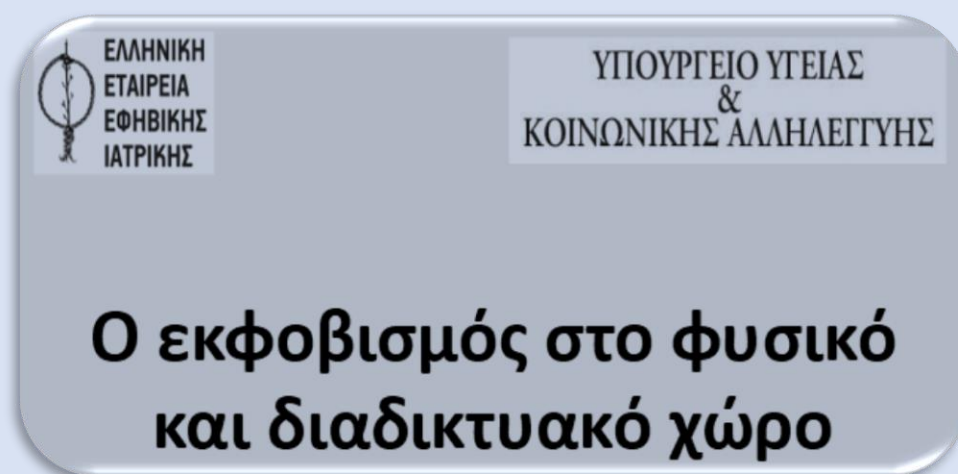 ΕΛΛΗΝΙΚΗ
ΕΤΑΙΡΕΙΑ
ΕΦΗΒΙΚΗΣ
ΙΑΤΡΙΚΗΣ
ΥΠΟΥΡΓΕΙΟ ΥΓΕΙΑΣ
&
ΚΟΙΝΩΝΙΚΗΣ ΑΛΛΗΛΕΓΓΥΗΣ
Ο εκφοβισμός στο φυσικό
και διαδικτυακό χώρο